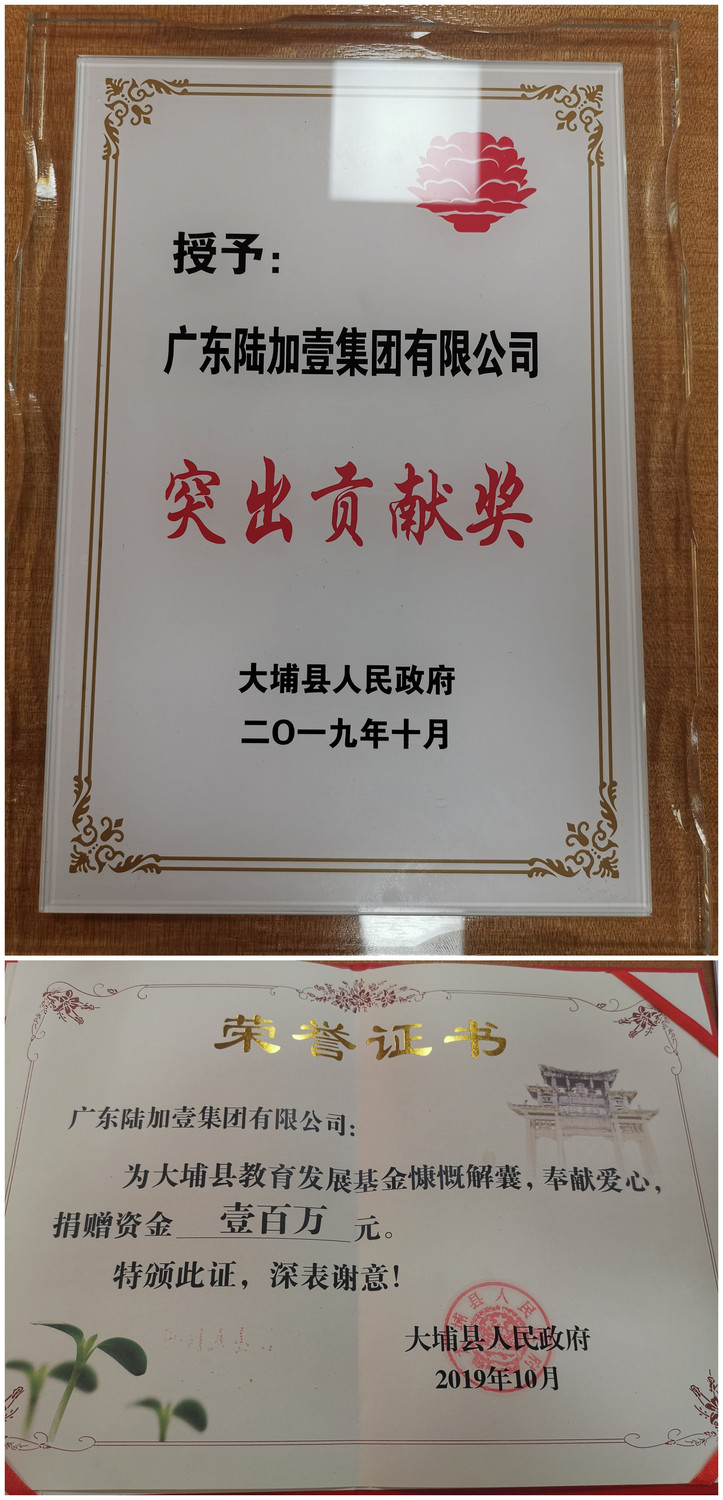 授予：
广东陆加壹集团有限公司
突出贡献奖
大埔县人民政府
二〇一九年十月
荣誉证书
广东陆加壹集团有限公司：
为大埔县教育发展基金慷慨解囊，奉献爱心，
捐赠资金 壹百万 元。
特颁此证，深表谢意！
大埔县人民政府
2019年10月